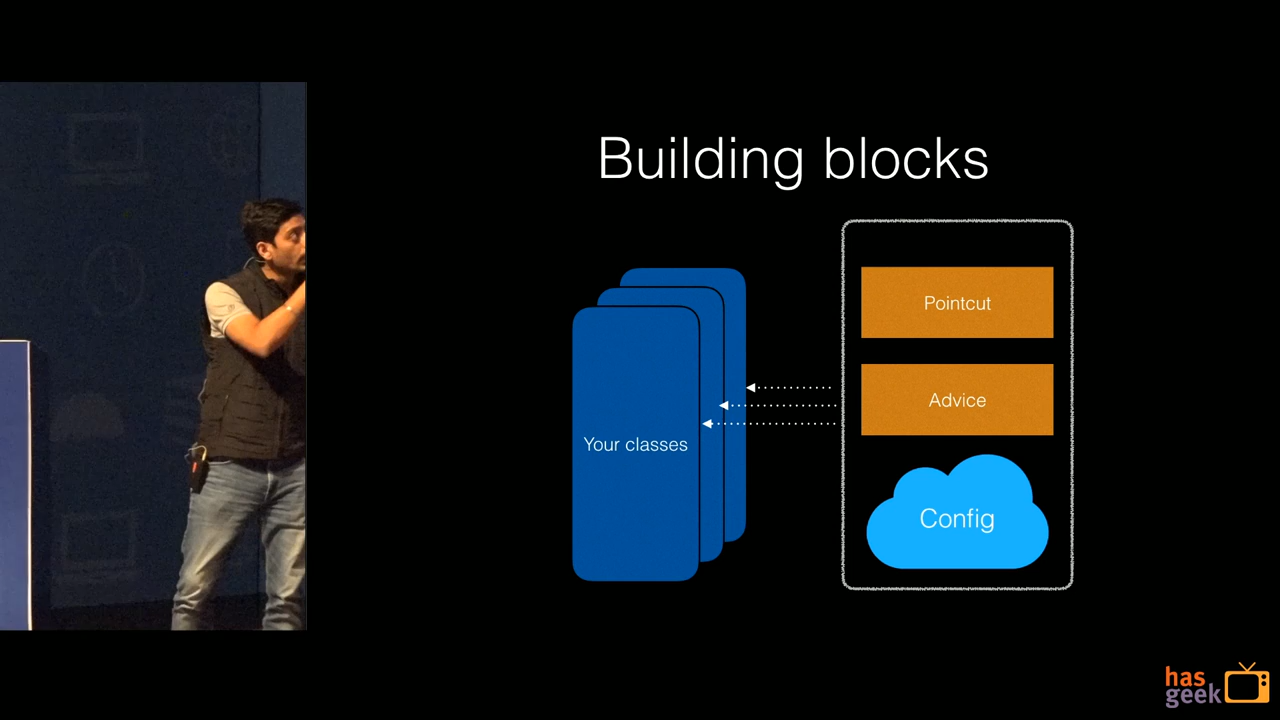 Building blocks
Pointcut
Advice
Your classes
Config
has
geek